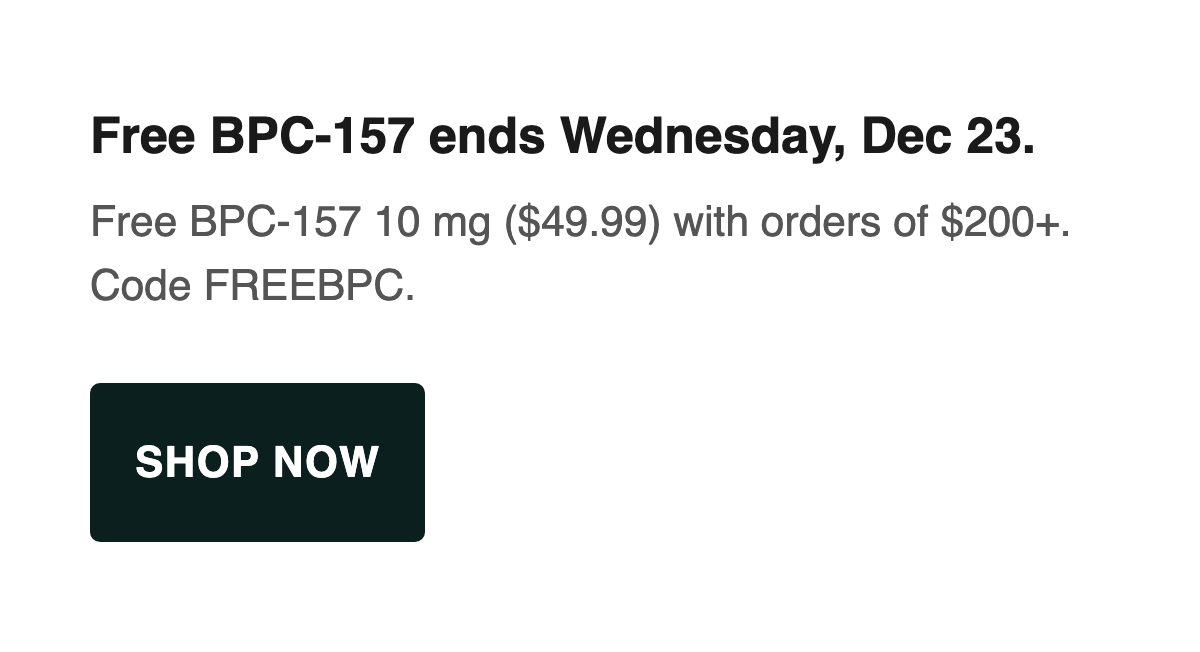 Free BPC-157 ends Wednesday, Dec 23.
Free BPC-157 10 mg ($49.99) with orders of $200+.
Code FREEBPC.
SHOP NOW